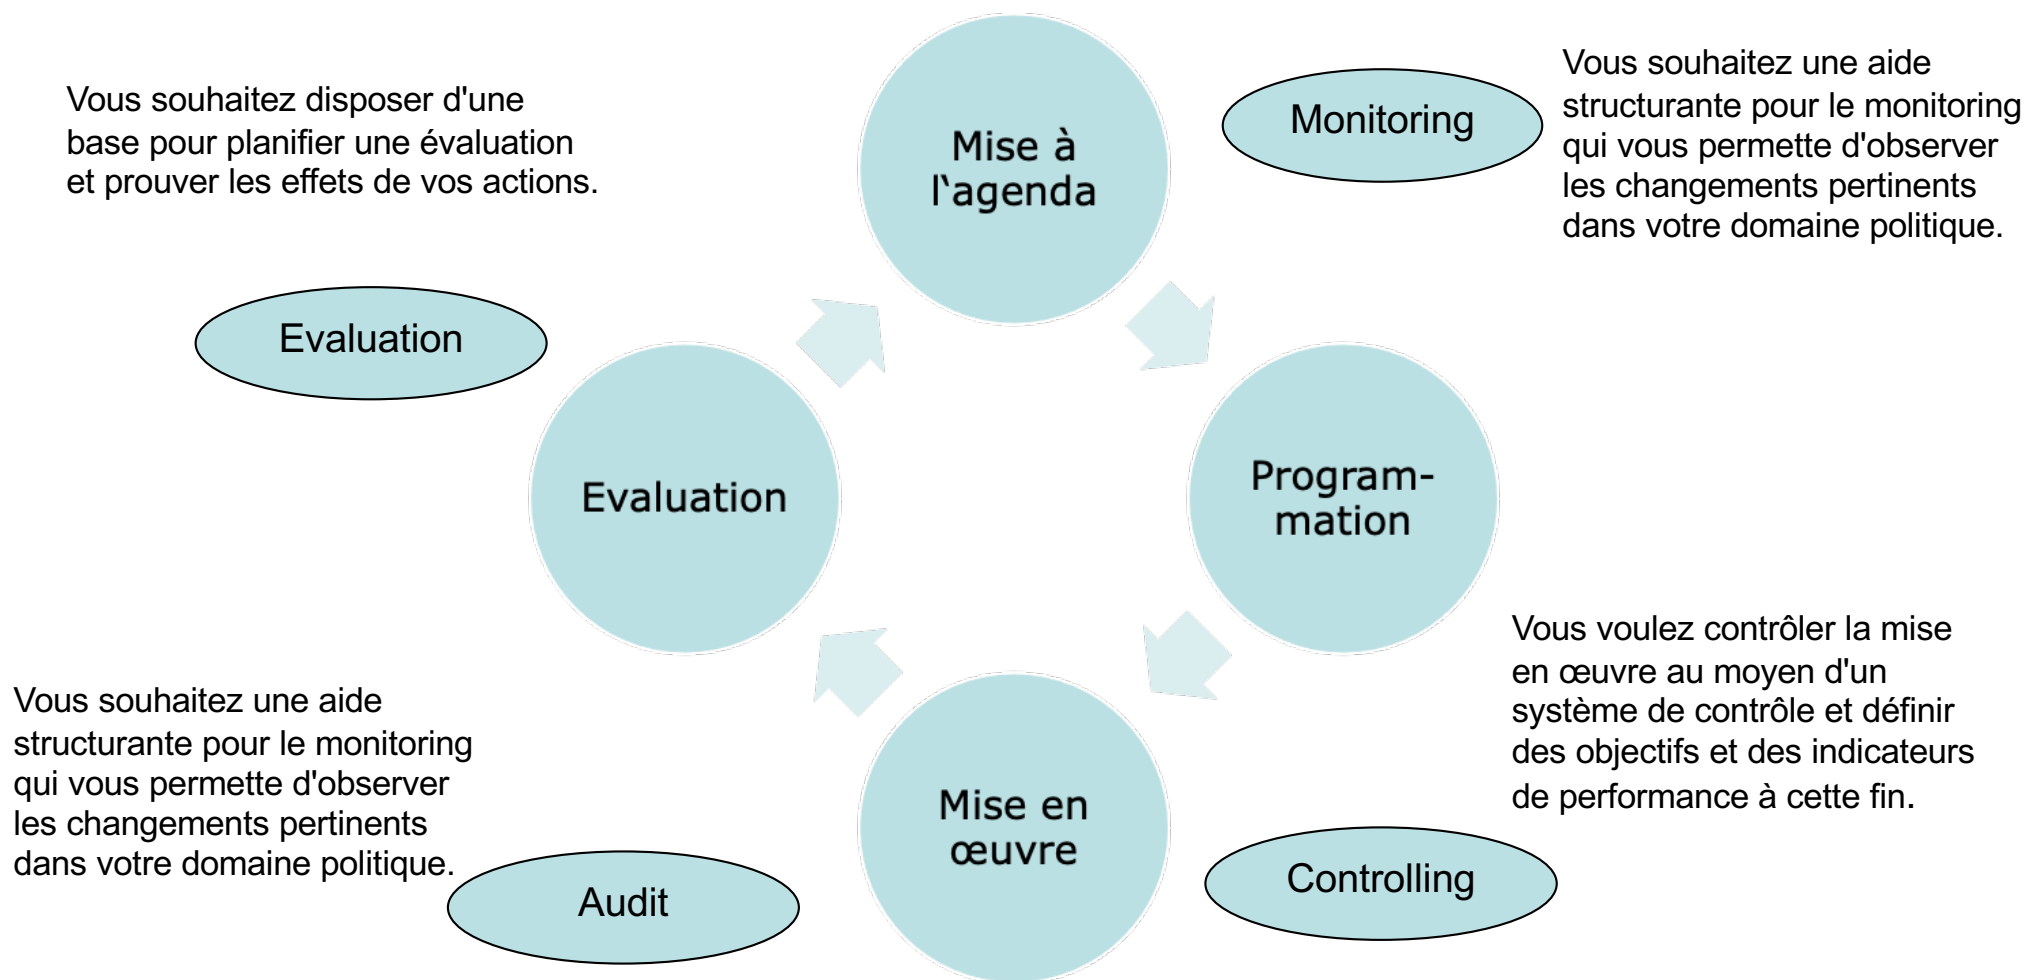 Vous souhaitez disposer d'une
base pour planifier une évaluation
et prouver les effets de vos actions.
Mise à
l‘agenda
Monitoring
Vous souhaitez une aide
structurante pour le monitoring
qui vous permette d'observer
les changements pertinents
dans votre domaine politique.
Evaluation
Evaluation
Program-
mation
Vous souhaitez une aide
structurante pour le monitoring
qui vous permette d'observer
les changements pertinents
dans votre domaine politique.
Audit
Mise en
œuvre
Vous voulez contrôler la mise
en œuvre au moyen d'un
système de contrôle et définir
des objectifs et des indicateurs
de performance à cette fin.
Controlling